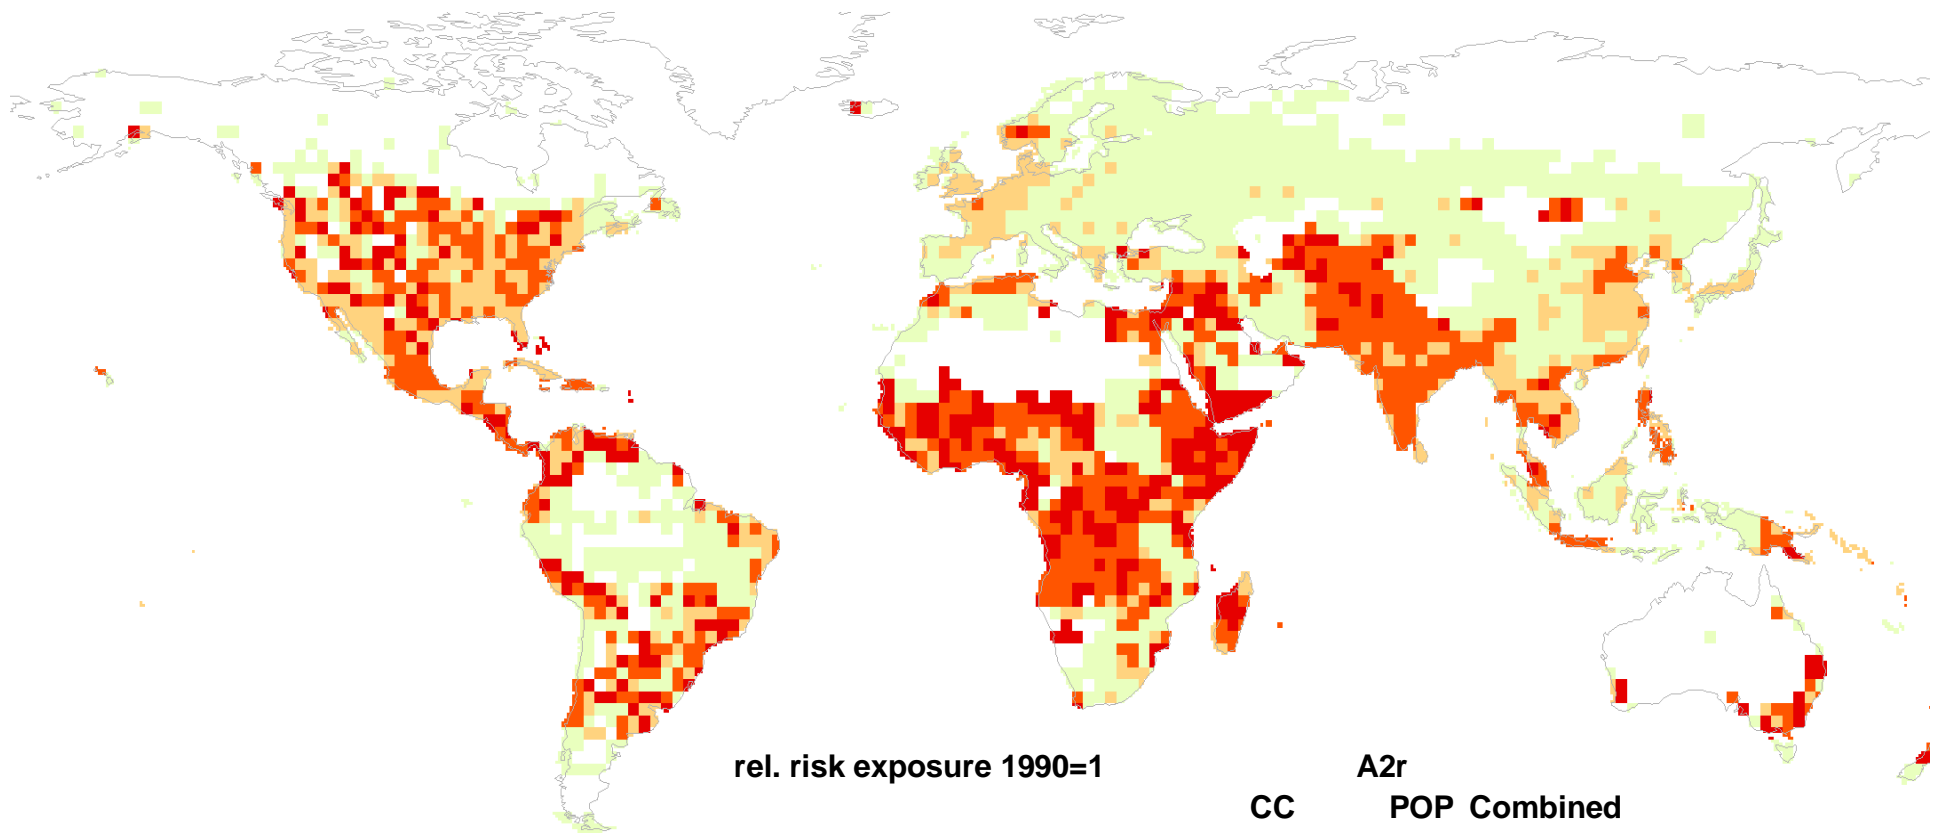 rel. risk exposure 1990=1 A2r
CC POP Combined